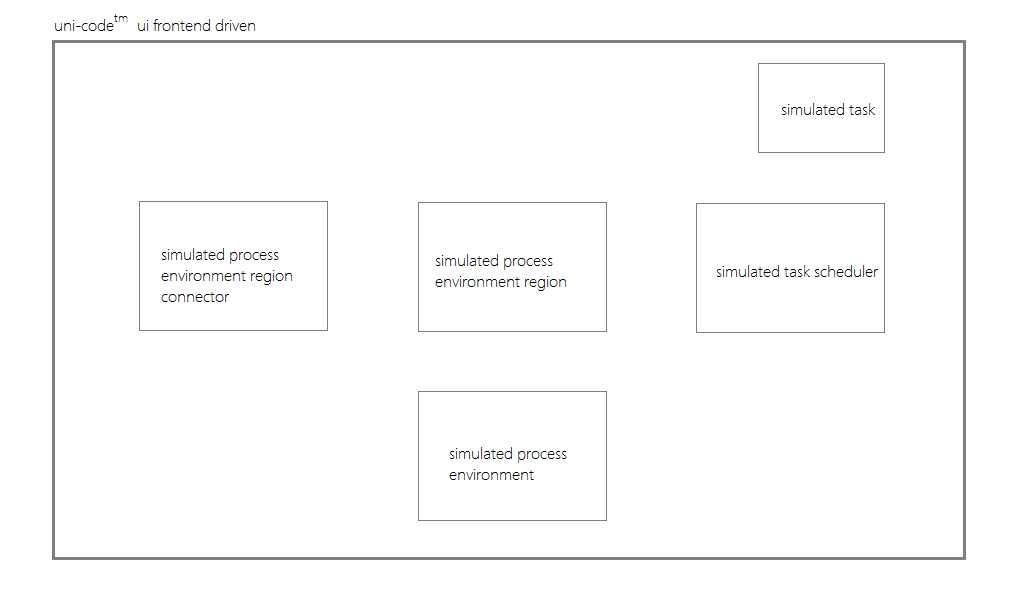 uni-code™ ui frontend driven
simulated task
simulated process
environment region
connector
simulated process
environment region
simulated task scheduler
simulated process
environment